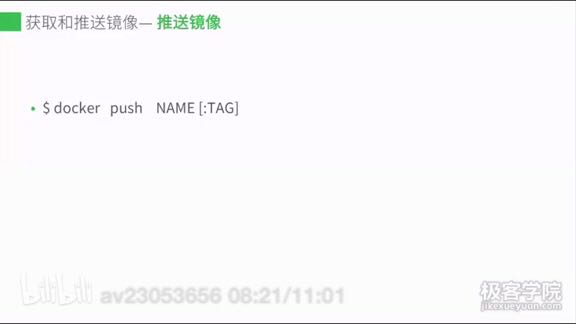 获取和推送镜像— 推送镜像
• $ docker push NAME [:TAG]
bilibili av23053656 08:21/11:01
极客学院
jikexueyuan.com